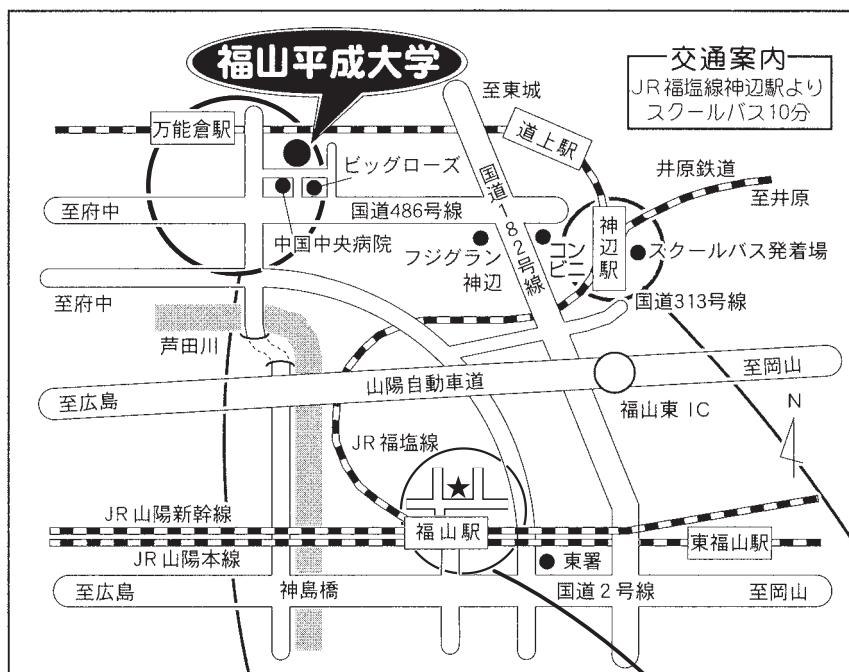 福山平成大学
交通案内
JR福塩線神辺駅より
スクールバス10分
至東城
万能倉駅
道上駅
井原鉄道
ビッグローズ
至井原
至府中
国道486号線
国道182号線
神辺駅
中国中央病院
フジグラン
神辺
コン
ビニ
スクールバス発着場
至府中
国道313号線
芦田川
至岡山
山陽自動車道
至広島
福山東 IC
N
JR福塩線
JR山陽新幹線
福山駅
東福山駅
JR山陽本線
東署
至広島
神島橋
国道2号線
至岡山